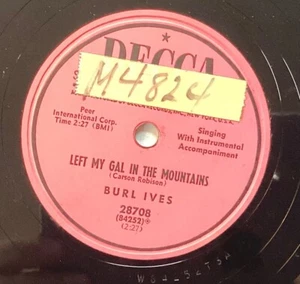 DECCA
M4824
Peer
International Corp.
Time 2:27 (BMI)
Singing
With Instrumental
Accompaniment
LEFT MY GAL IN THE MOUNTAINS
(Carson Robison)
BURL IVES
28708
(84252)*
(2:27)